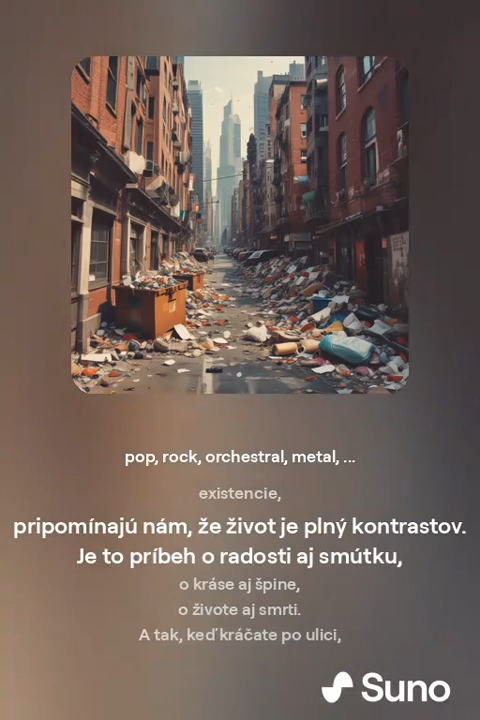 pop, rock, orchestral, metal, ...
existencie,
pripomínajú nám, že život je plný kontrastov.
Je to príbeh o radosti aj smútku,
o kráse aj špine,
o živote aj smrti.
A tak, keď kráčate po ulici,
Suno